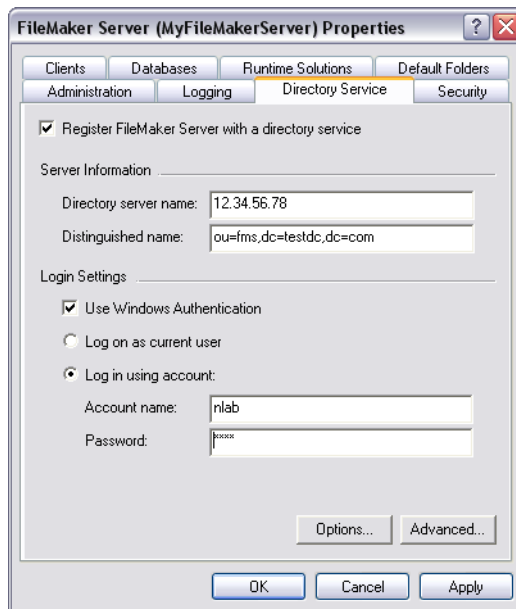 FileMaker Server (MyFileMakerServer) Properties
Clients Databases Runtime Solutions Default Folders
Administration Logging Directory Service Security
Register FileMaker Server with a directory service
Server Information
Directory server name: 12.34.56.78
Distinguished name: ou=fms,dc=testdc,dc=com
Login Settings
Use Windows Authentication
Log on as current user
Log in using account:
Account name: nlab
Password: ****
Options... Advanced...
OK Cancel Apply